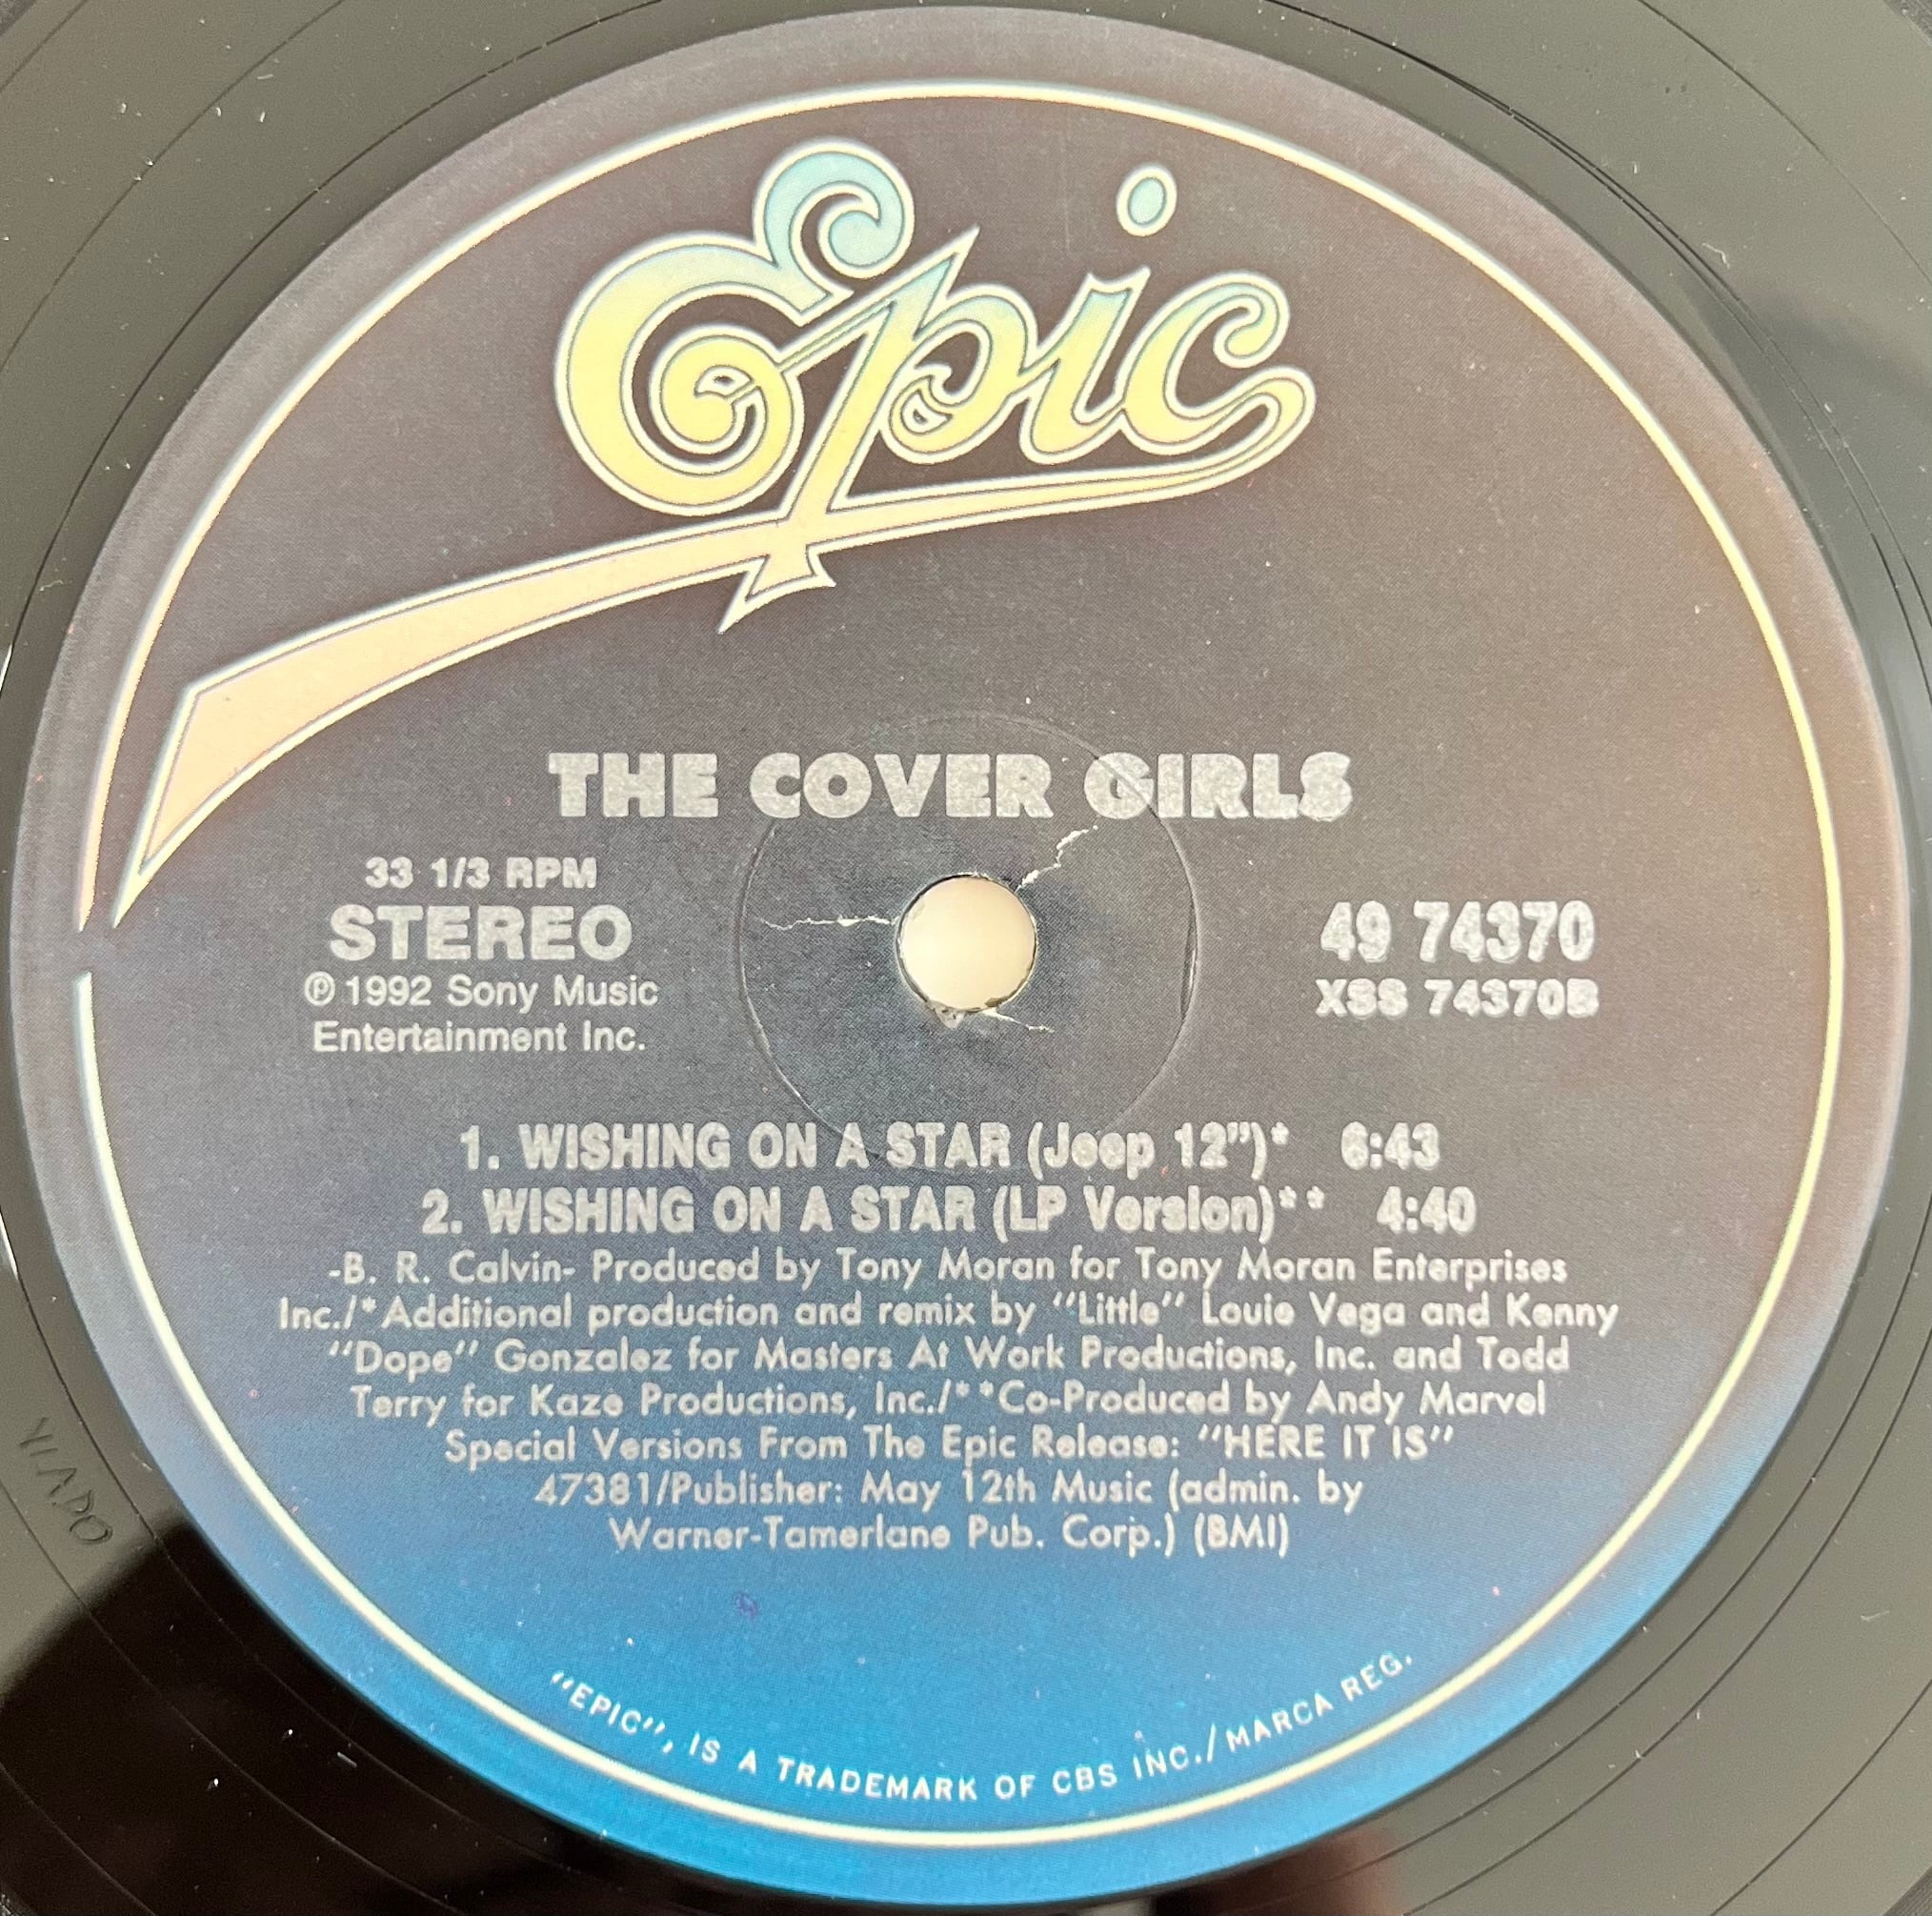 Epic
THE COVER GIRLS
33 1/3 RPM
STEREO
℗ 1992 Sony Music
Entertainment Inc.
49 74370
XSS 74370B
1. WISHING ON A STAR (Jeep 12")* 6:43
2. WISHING ON A STAR (LP Version)** 4:40
-B. R. Calvin- Produced by Tony Moran for Tony Moran Enterprises
Inc./*Additional production and remix by "Little" Louie Vega and Kenny
"Dope" Gonzalez for Masters At Work Productions, Inc. and Todd
Terry for Kaze Productions, Inc./**Co-Produced by Andy Marvel
Special Versions From The Epic Release: "HERE IT IS"
47381/Publisher: May 12th Music (admin. by
Warner-Tamerlane Pub. Corp.) (BMI)
"EPIC", IS A TRADEMARK OF CBS INC./MARCA REG.